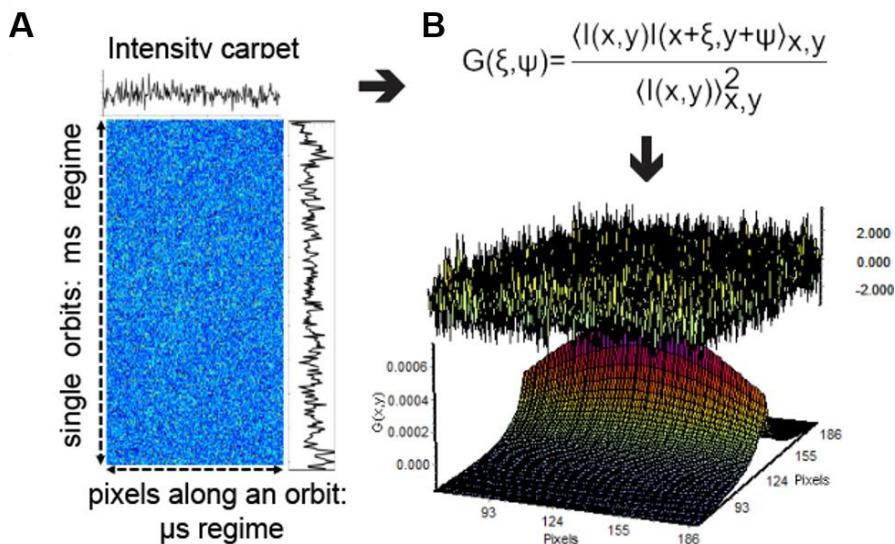 A
Intensity carpet
single orbits: ms regime
pixels along an orbit:
µs regime
B
G(ξ,ψ)=⟨I(x,y)I(x+ξ,y+ψ)⟩x,y
⟨I(x,y)⟩²x,y
2.000
0.000
-2.000
G(x,y)
0.0006
0.0004
0.0002
0.000
93
124
155
186
Pixels
93
124
155
186
Pixels